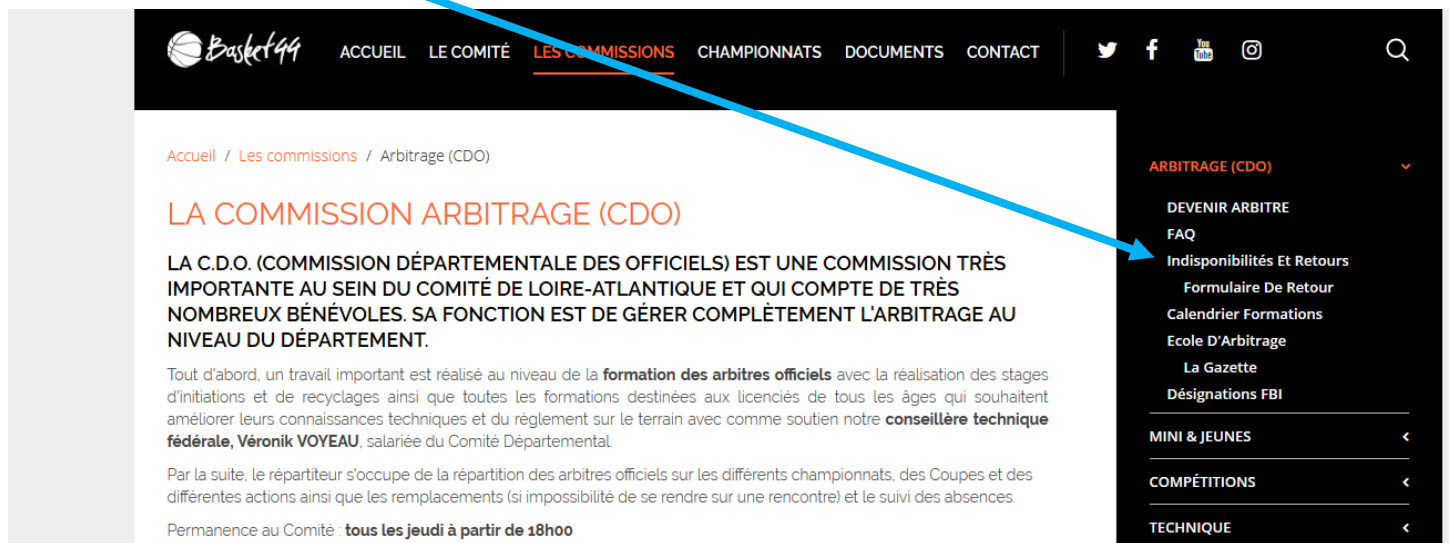 Basket44 ACCUEIL LE COMITÉ LES COMMISSIONS CHAMPIONNATS DOCUMENTS CONTACT You Tube
Accueil / Les commissions / Arbitrage (CDO)
LA COMMISSION ARBITRAGE (CDO)
LA C.D.O. (COMMISSION DÉPARTEMENTALE DES OFFICIELS) EST UNE COMMISSION TRÈS
IMPORTANTE AU SEIN DU COMITÉ DE LOIRE-ATLANTIQUE ET QUI COMPTE DE TRÈS
NOMBREUX BÉNÉVOLES. SA FONCTION EST DE GÉRER COMPLÈTEMENT L'ARBITRAGE AU
NIVEAU DU DÉPARTEMENT.
Tout d'abord, un travail important est réalisé au niveau de la formation des arbitres officiels avec la réalisation des stages
d'initiations et de recyclages ainsi que toutes les formations destinées aux licenciés de tous les âges qui souhaitent
améliorer leurs connaissances techniques et du règlement sur le terrain avec comme soutien notre conseillère technique
fédérale, Véronik VOYEAU, salariée du Comité Départemental.
Par la suite, le répartiteur s'occupe de la répartition des arbitres officiels sur les différents championnats, des Coupes et des
différentes actions ainsi que les remplacements (si impossibilité de se rendre sur une rencontre) et le suivi des absences.
Permanence au Comité : tous les jeudi à partir de 18h00
ARBITRAGE (CDO)
DEVENIR ARBITRE
FAQ
Indisponibilités Et Retours
Formulaire De Retour
Calendrier Formations
Ecole D'Arbitrage
La Gazette
Désignations FBI
MINI & JEUNES
COMPÉTITIONS
TECHNIQUE